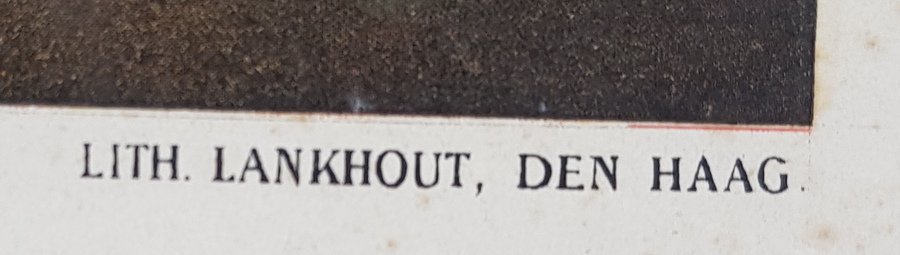 LITH. LANKHOUT, DEN HAAG.